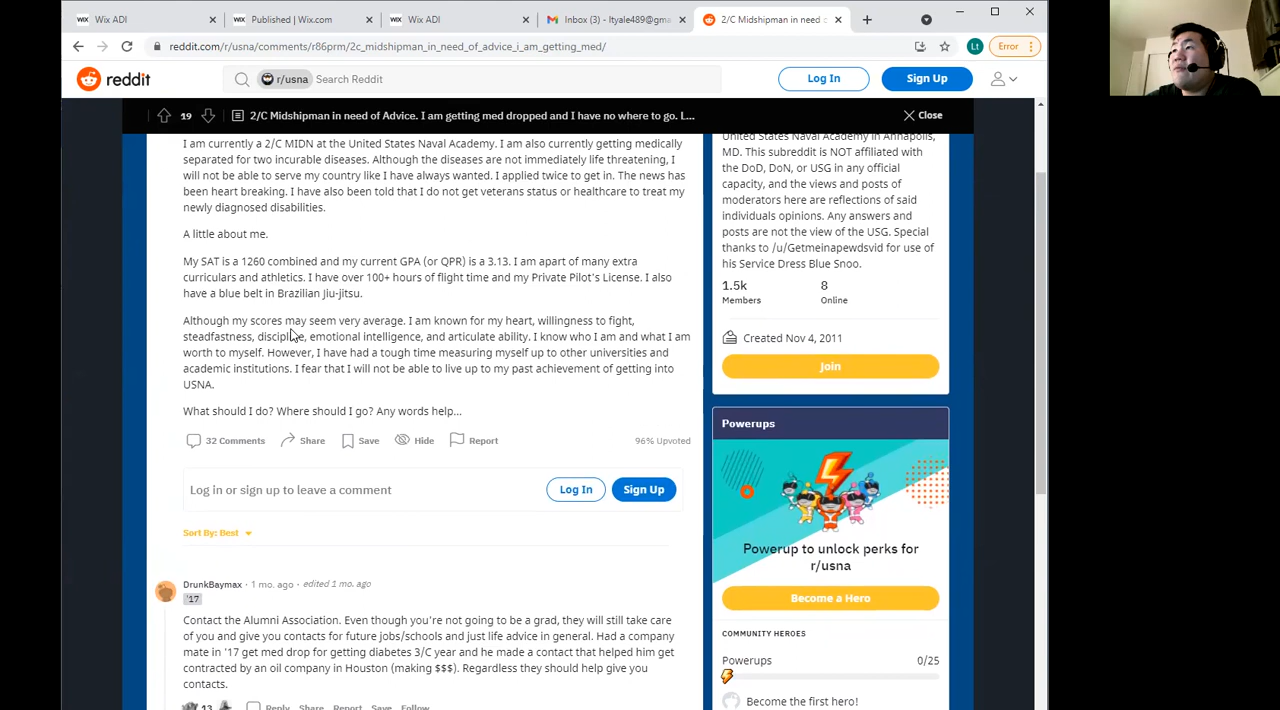 Wix ADI
Published | Wix.com
Wix ADI
Inbox (3) - ltyale489@gma
2/C Midshipman in need
reddit.com/r/usna/comments/r86prm/2c_midshipman_in_need_of_advice_i_am_getting_med/
Lt
Error
reddit
r/usna
Search Reddit
Log In
Sign Up
19
2/C Midshipman in need of Advice. I am getting med dropped and I have no where to go. L...
Close
I am currently a 2/C MIDN at the United States Naval Academy. I am also currently getting medically
separated for two incurable diseases. Although the diseases are not immediately life threatening, I
will not be able to serve my country like I have always wanted. I applied twice to get in. The news has
been heart breaking. I have also been told that I do not get veterans status or healthcare to treat my
newly diagnosed disabilities.
A little about me.
My SAT is a 1260 combined and my current GPA (or QPR) is a 3.13. I am apart of many extra
curriculars and athletics. I have over 100+ hours of flight time and my Private Pilot's License. I also
have a blue belt in Brazilian Jiu-jitsu.
Although my scores may seem very average. I am known for my heart, willingness to fight,
steadfastness, discipline, emotional intelligence, and articulate ability. I know who I am and what I am
worth to myself. However, I have had a tough time measuring myself up to other universities and
academic institutions. I fear that I will not be able to live up to my past achievement of getting into
USNA.
What should I do? Where should I go? Any words help...
32 Comments
Share
Save
Hide
Report
96% Upvoted
Log in or sign up to leave a comment
Log In
Sign Up
Sort By: Best
DrunkBaymax · 1 mo. ago · edited 1 mo. ago
'17
Contact the Alumni Association. Even though you're not going to be a grad, they will still take care
of you and give you contacts for future jobs/schools and just life advice in general. Had a company
mate in '17 get med drop for getting diabetes 3/C year and he made a contact that helped him get
contracted by an oil company in Houston (making $$$). Regardless they should help give you
contacts.
13
Reply
Share
Report
Save
Follow
United States Naval Academy in Annapolis,
MD. This subreddit is NOT affiliated with
the DoD, DoN, or USG in any official
capacity, and the views and posts of
moderators here are reflections of said
individuals opinions. Any answers and
posts are not the view of the USG. Special
thanks to /u/Getmeinapewdsvid for use of
his Service Dress Blue Snoo.
1.5k
8
Members
Online
Created Nov 4, 2011
Join
Powerups
Powerup to unlock perks for
r/usna
Become a Hero
COMMUNITY HEROES
Powerups
0/25
Become the first hero!